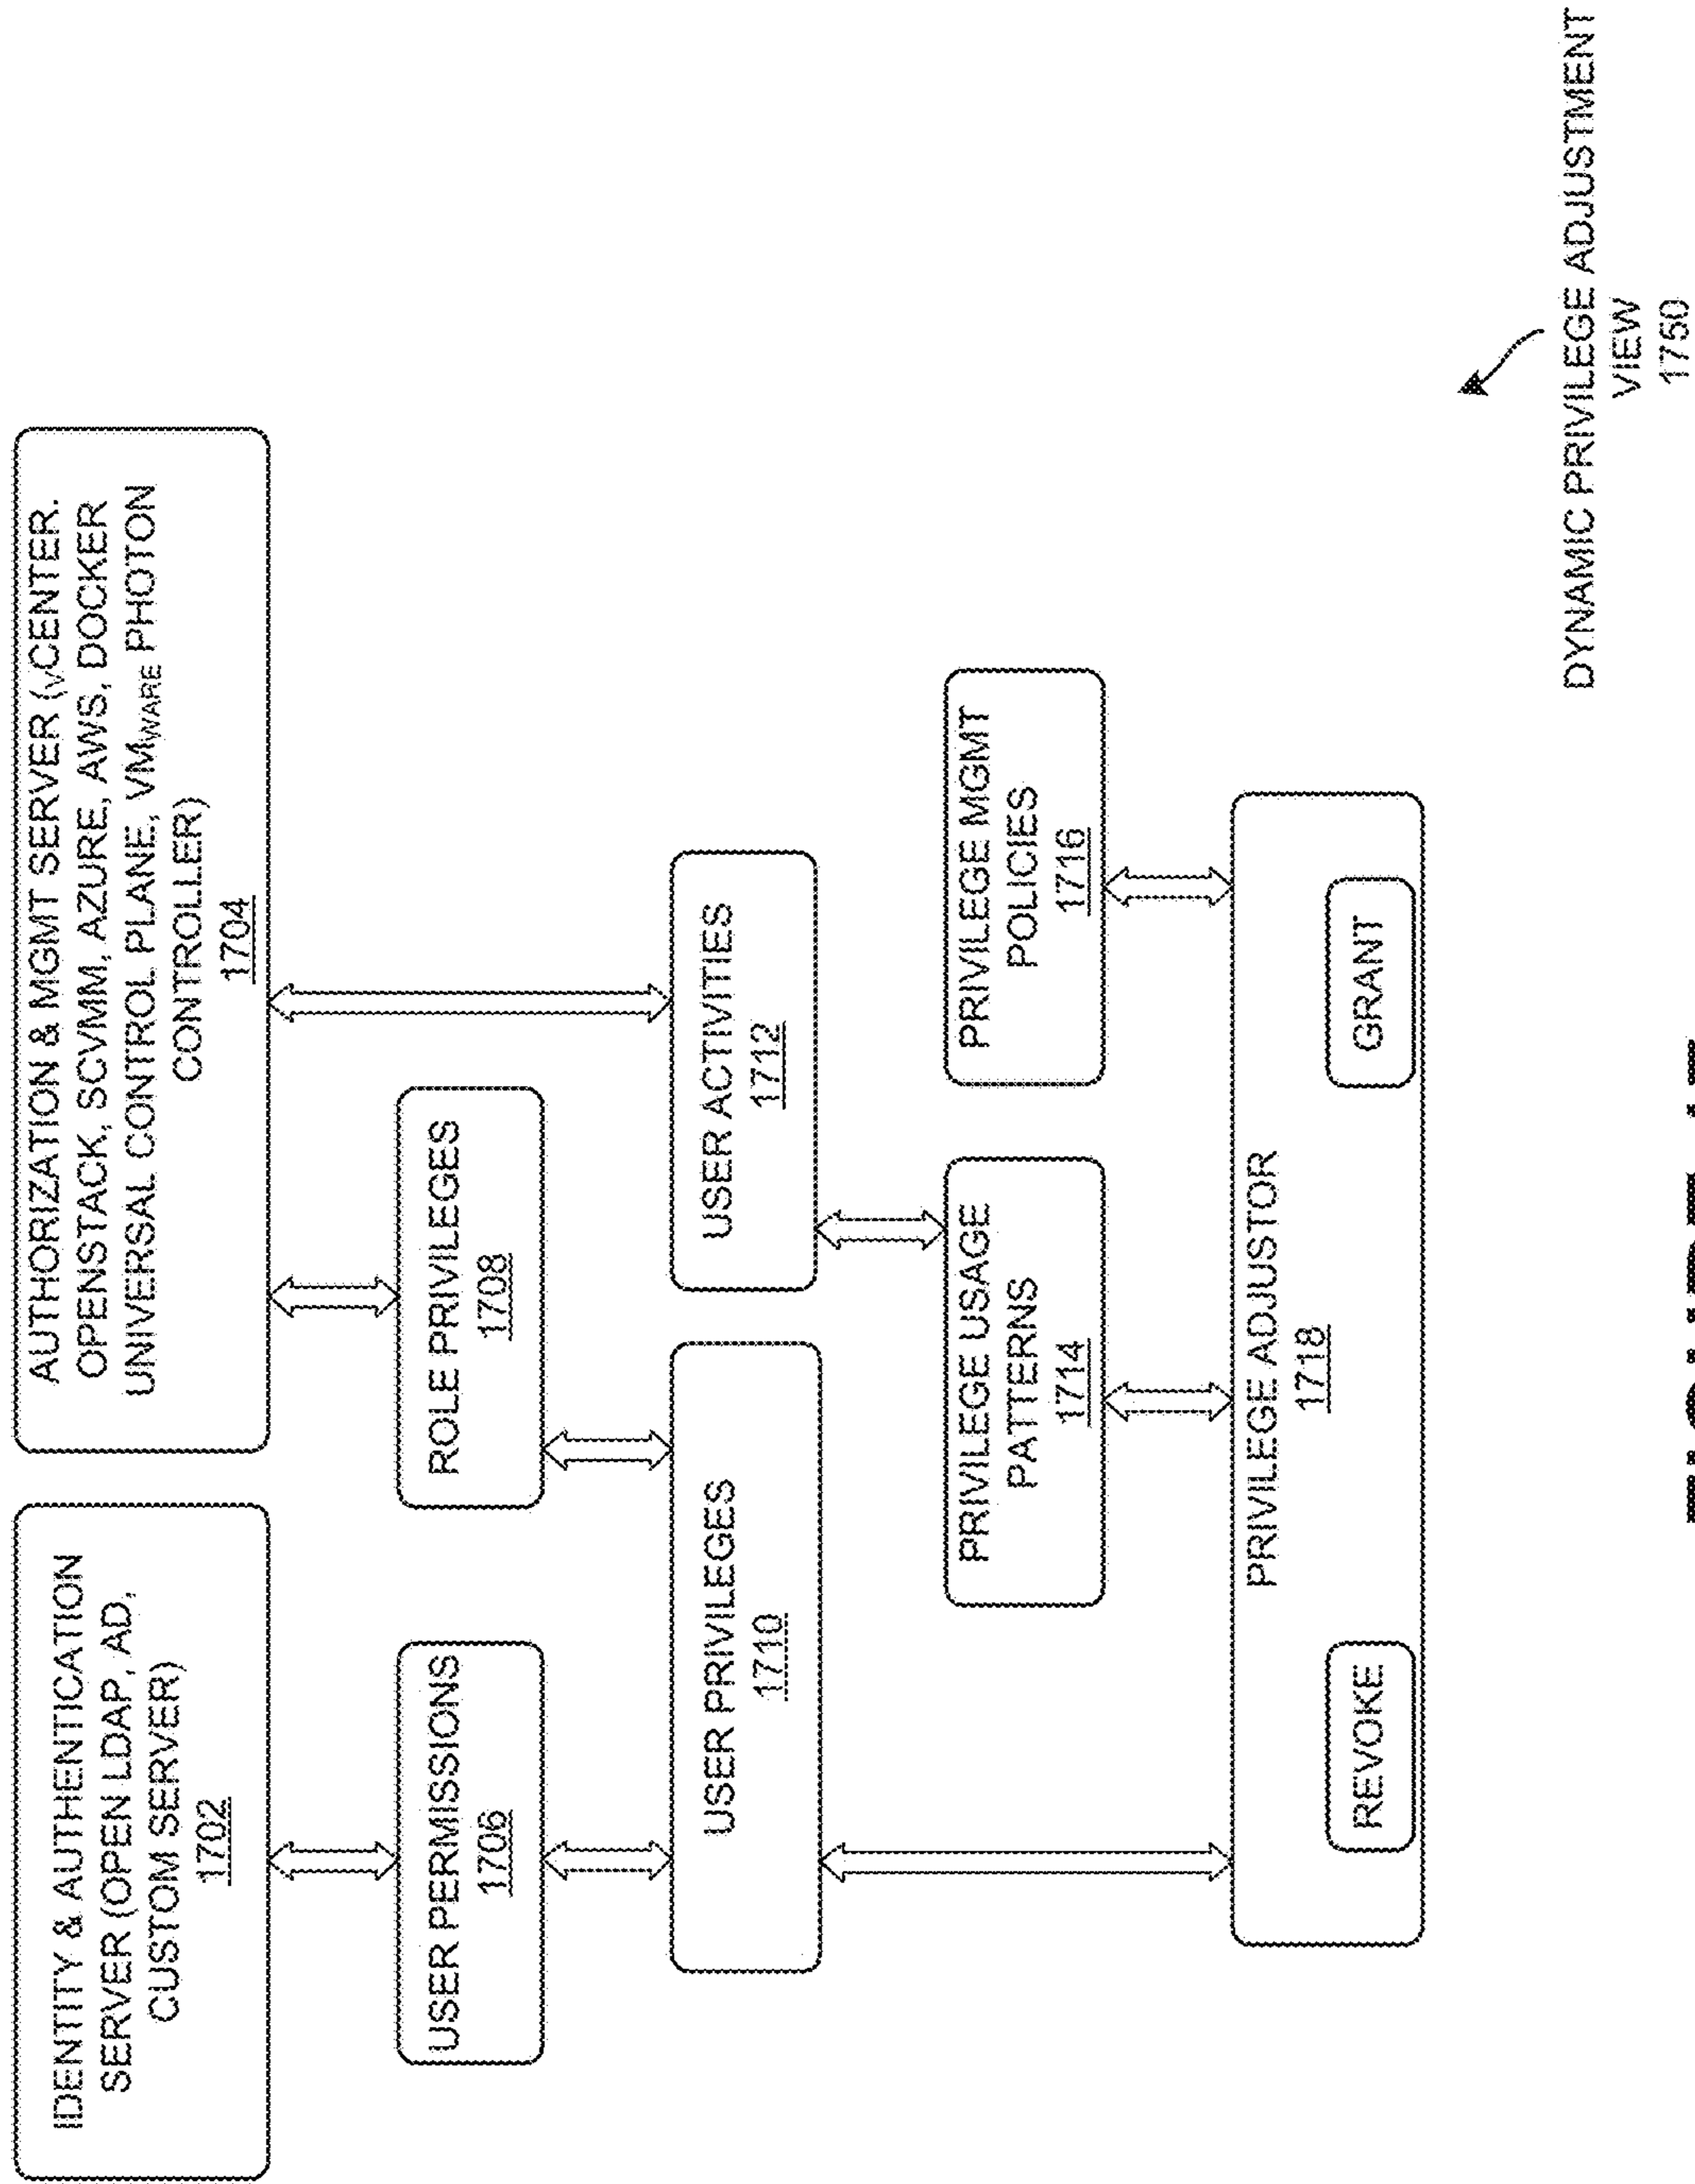 IDENTITY & AUTHENTICATION
SERVER (OPEN LDAP, AD,
CUSTOM SERVER)
1702
AUTHORIZATION & MGMT SERVER (vCENTER.
OPENSTACK, SCVMM, AZURE, AWS, DOCKER
UNIVERSAL CONTROL PLANE, VMWARE PHOTON
CONTROLLER)
1704
USER PERMISSIONS
1706
ROLE PRIVILEGES
1708
USER PRIVILEGES
1710
USER ACTIVITIES
1712
PRIVILEGE USAGE
PATTERNS
1714
PRIVILEGE MGMT
POLICIES
1716
PRIVILEGE ADJUSTOR
1718
REVOKE
GRANT
DYNAMIC PRIVILEGE ADJUSTMENT
VIEW
1750